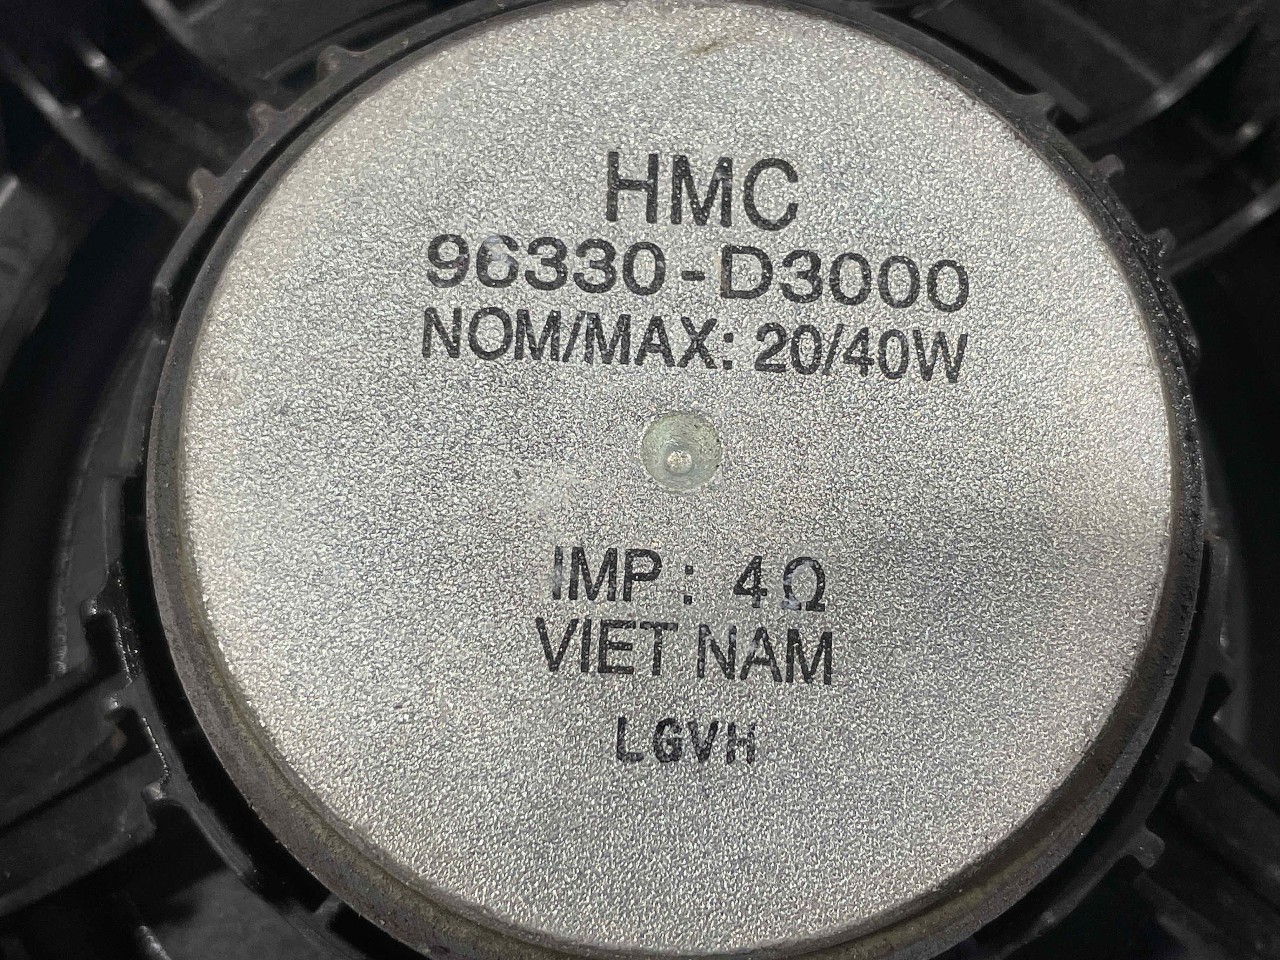 HMC
96330-D3000
NOM/MAX: 20/40W
IMP: 4Ω
VIET NAM
LGVH